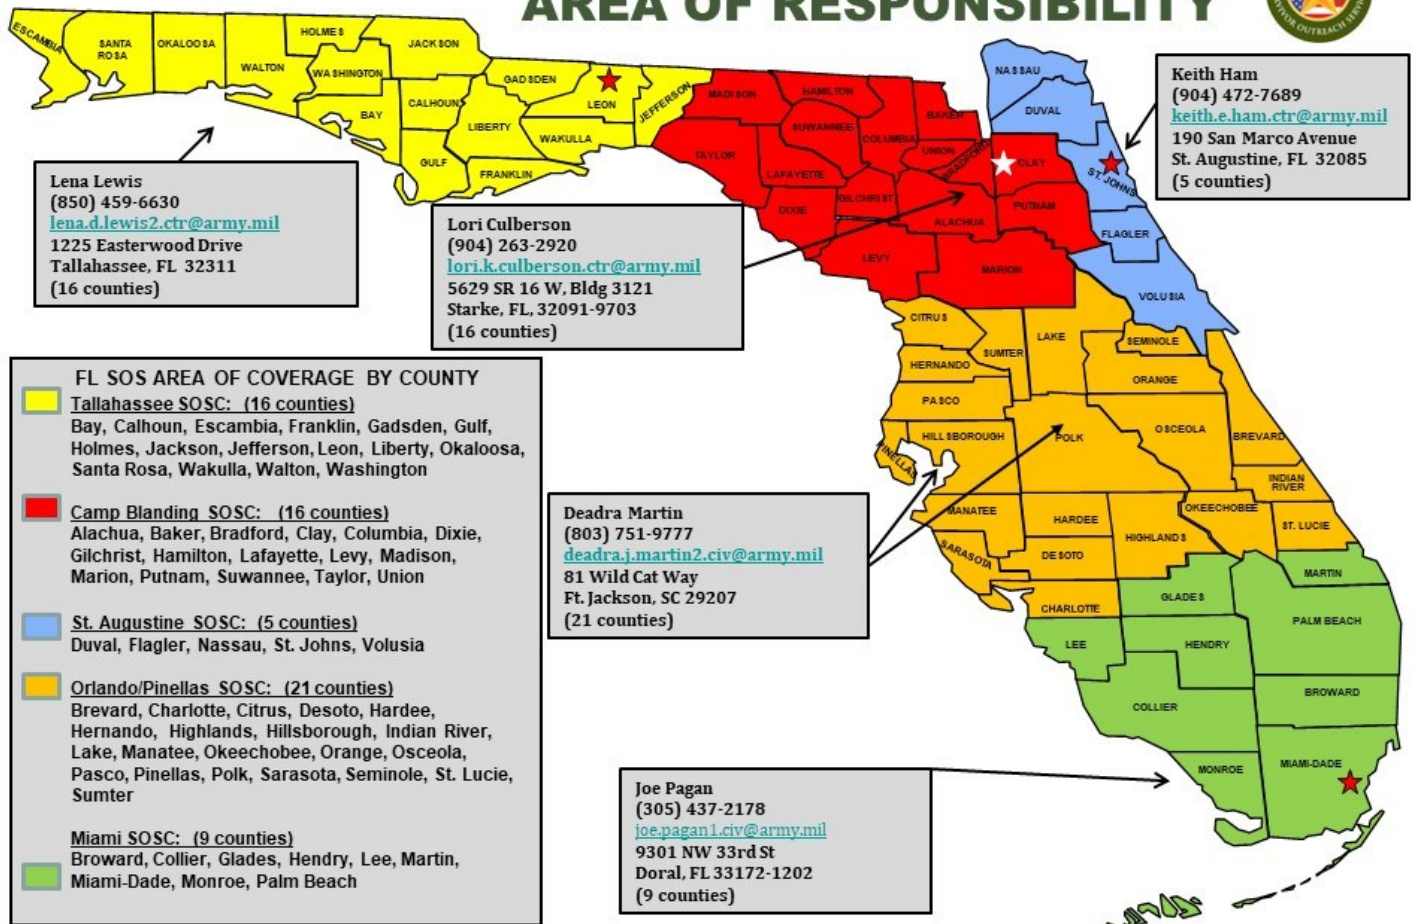 AREA OF RESPONSIBILITY
SURVIVOR OUTREACH SERVICES
ESCAMBIA
SANTA
ROSA
OKALOOSA
WALTON
HOLMES
WASHINGTON
JACKSON
BAY
CALHOUN
GULF
GADSDEN
LIBERTY
FRANKLIN
LEON
WAKULLA
JEFFERSON
MADISON
TAYLOR
HAMILTON
SUWANNEE
LAFAYETTE
DIXIE
COLUMBIA
GILCHRIST
BAKER
UNION
BRADFORD
ALACHUA
LEVY
CLAY
PUTNAM
MARION
NASSAU
DUVAL
ST. JOHNS
FLAGLER
VOLUSIA
CITRUS
HERNANDO
PASCO
SUMTER
LAKE
SEMINOLE
ORANGE
HILLSBOROUGH
PINELLAS
POLK
OSCEOLA
BREVARD
INDIAN
RIVER
MANATEE
HARDEE
HIGHLANDS
OKEECHOBEE
ST. LUCIE
SARASOTA
DESOTO
CHARLOTTE
GLADES
MARTIN
LEE
HENDRY
PALM BEACH
COLLIER
BROWARD
MONROE
MIAMI-DADE
Keith Ham
(904) 472-7689
keith.e.ham.ctr@army.mil
190 San Marco Avenue
St. Augustine, FL 32085
(5 counties)
Lena Lewis
(850) 459-6630
lena.d.lewis2.ctr@army.mil
1225 Easterwood Drive
Tallahassee, FL 32311
(16 counties)
Lori Culberson
(904) 263-2920
lori.k.culberson.ctr@army.mil
5629 SR 16 W, Bldg 3121
Starke, FL, 32091-9703
(16 counties)
Deadra Martin
(803) 751-9777
deadra.j.martin2.civ@army.mil
81 Wild Cat Way
Ft. Jackson, SC 29207
(21 counties)
Joe Pagan
(305) 437-2178
joe.pagan1.civ@army.mil
9301 NW 33rd St
Doral, FL 33172-1202
(9 counties)
FL SOS AREA OF COVERAGE BY COUNTY
Tallahassee SOSC: (16 counties)
Bay, Calhoun, Escambia, Franklin, Gadsden, Gulf,
Holmes, Jackson, Jefferson, Leon, Liberty, Okaloosa,
Santa Rosa, Wakulla, Walton, Washington
Camp Blanding SOSC: (16 counties)
Alachua, Baker, Bradford, Clay, Columbia, Dixie,
Gilchrist, Hamilton, Lafayette, Levy, Madison,
Marion, Putnam, Suwannee, Taylor, Union
St. Augustine SOSC: (5 counties)
Duval, Flagler, Nassau, St. Johns, Volusia
Orlando/Pinellas SOSC: (21 counties)
Brevard, Charlotte, Citrus, Desoto, Hardee,
Hernando, Highlands, Hillsborough, Indian River,
Lake, Manatee, Okeechobee, Orange, Osceola,
Pasco, Pinellas, Polk, Sarasota, Seminole, St. Lucie,
Sumter
Miami SOSC: (9 counties)
Broward, Collier, Glades, Hendry, Lee, Martin,
Miami-Dade, Monroe, Palm Beach